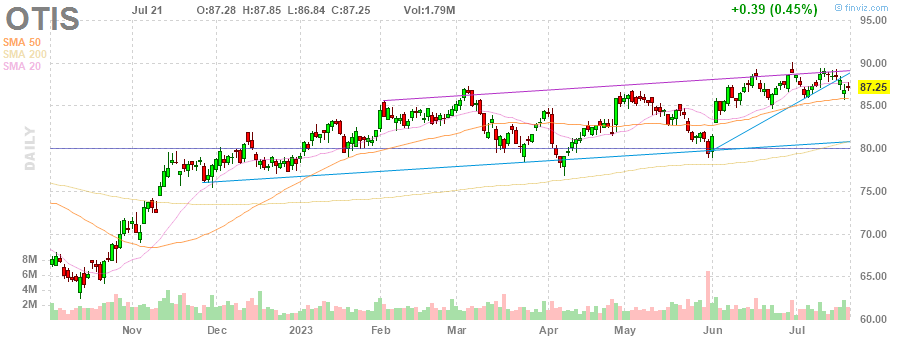 OTIS
Jul 21 O:87.28 H:87.85 L:86.84 C:87.25 Vol:1.79M +0.39 (0.45%)
finviz.com
SMA 50
SMA 200
SMA 20
DAILY
95.00
90.00
87.25
85.00
80.00
75.00
70.00
65.00
60.00
8M
6M
4M
2M
Nov Dec 2023 Feb Mar Apr May Jun Jul